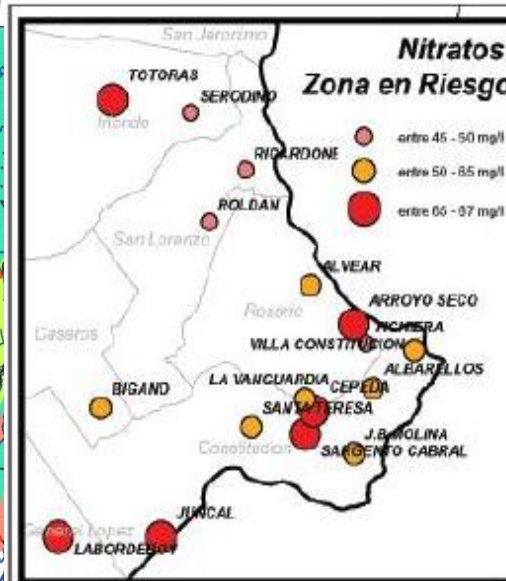 San Jeronimo
Nitratos
Zona en Riesgo
TOTORAS
SERODINO
Iriondo
entre 45 - 50 mg/l
RICARDONE
entre 50 - 65 mg/l
ROLDAN
entre 65 - 87 mg/l
San Lorenzo
ALVEAR
Rosario
ARROYO SECO
Caseros
VILLA CONSTITUCION
ALBARELLOS
LA VANGUARDIA
CEPEDA
BIGAND
SANTA TERESA
J.B.MOLINA
Constitucion
SARGENTO CABRAL
JUNCAL
General Lopez
LABORDEBOY